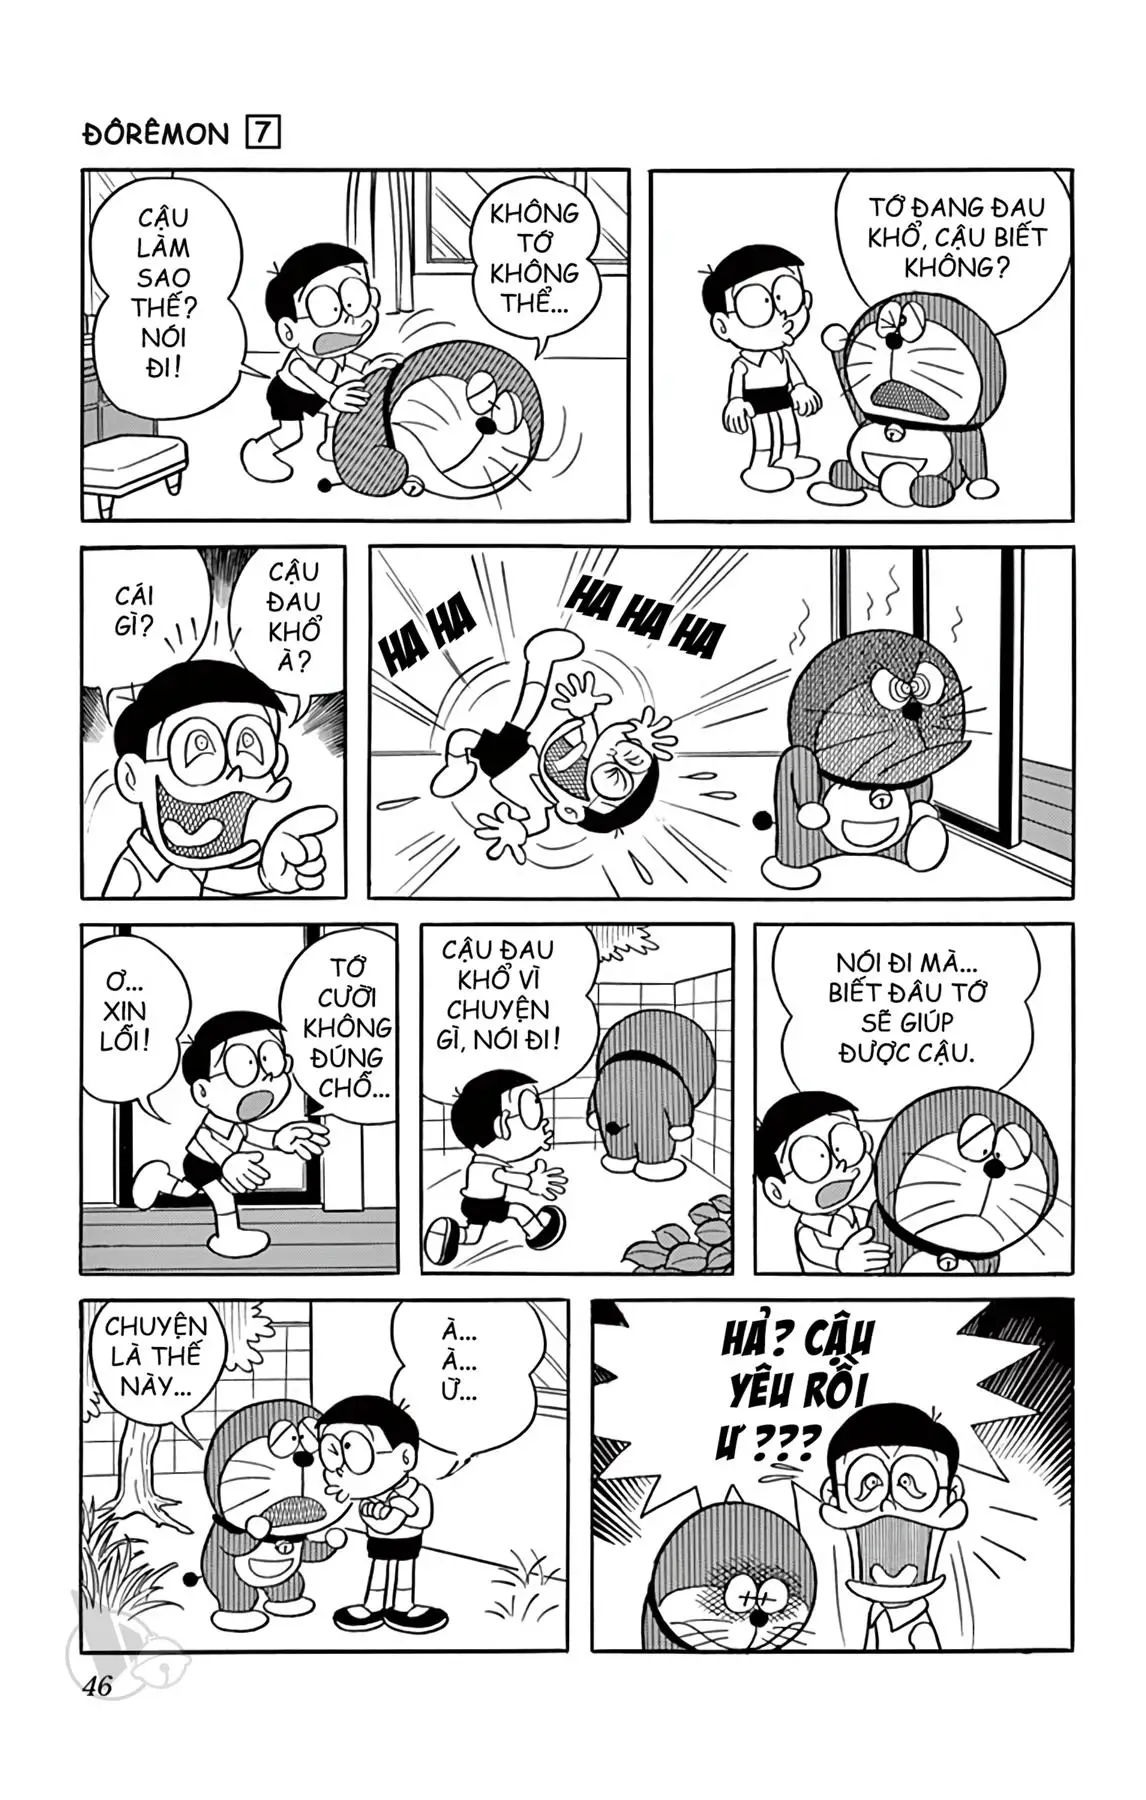 ĐÔRÊMON 7
CẬU
LÀM
SAO
THẾ?
NÓI
ĐI!
KHÔNG
TỚ
KHÔNG
THỂ...
TỚ ĐANG ĐAU
KHỔ, CẬU BIẾT
KHÔNG?
CÁI
GÌ?
CẬU
ĐAU
KHỔ
À?
HA HA
HA HA HA
Ơ...
XIN
LỖI!
TỚ
CƯỜI
KHÔNG
ĐÚNG
CHỖ...
CẬU ĐAU
KHỔ VÌ
CHUYỆN
GÌ, NÓI ĐI!
NÓI ĐI MÀ...
BIẾT ĐÂU TỚ
SẼ GIÚP
ĐƯỢC CẬU.
CHUYỆN
LÀ THẾ
NÀY...
À...
À...
Ừ...
HẢ? CẬU
YÊU RỒI
Ư???
46